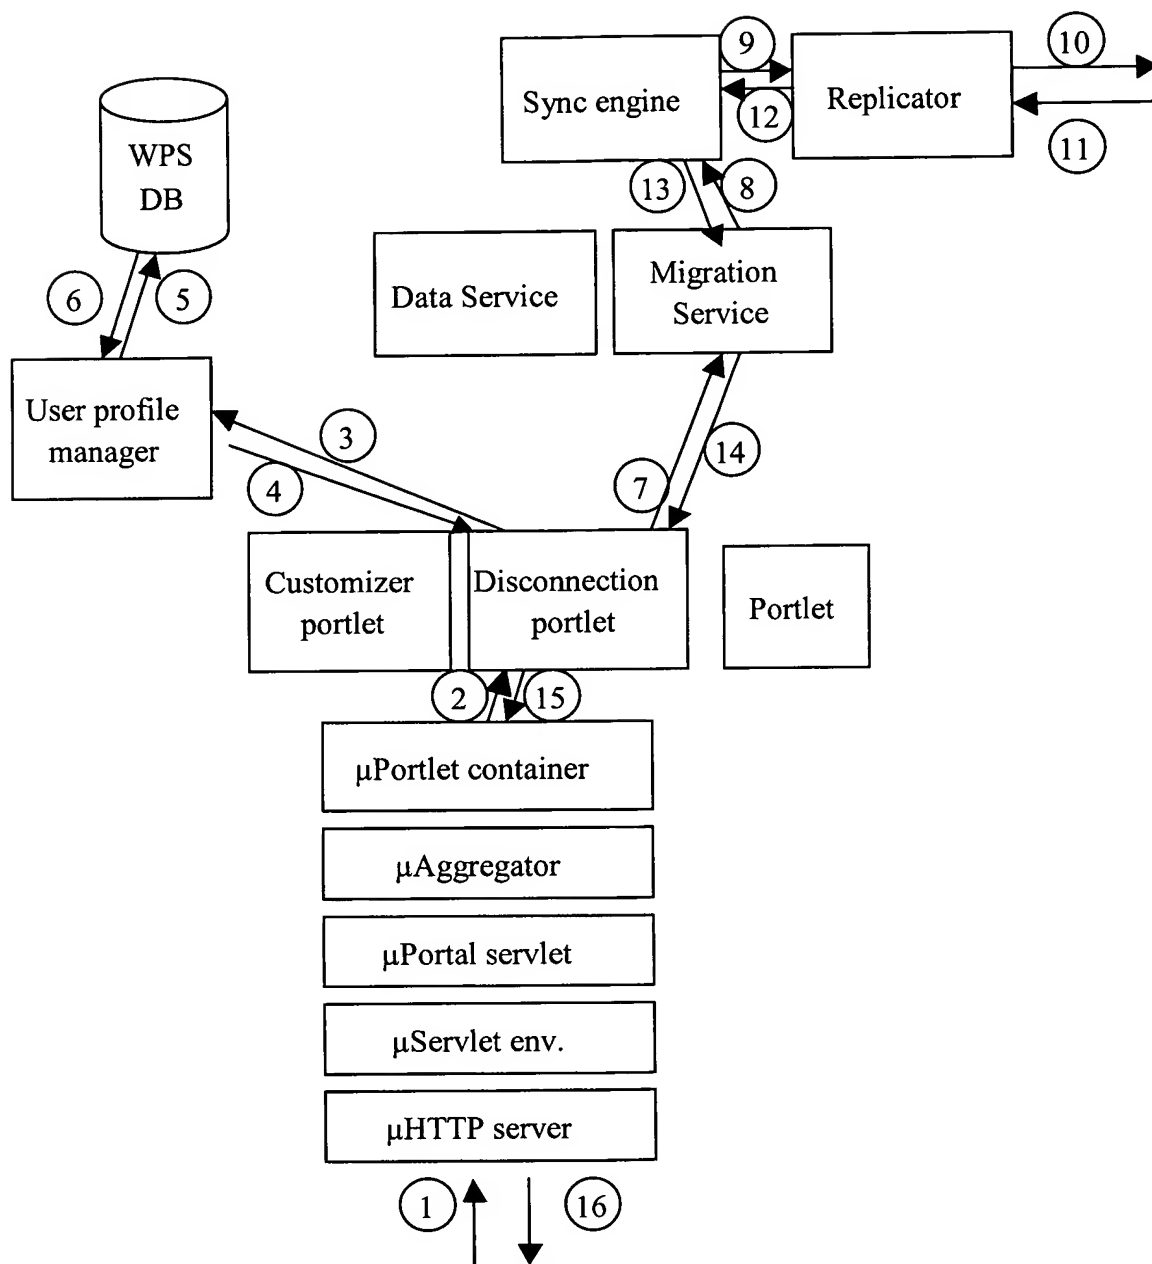 9
10
Sync engine
Replicator
12
11
WPS
DB
13
8
Data Service
Migration
Service
6
5
User profile
manager
3
4
7
14
Customizer
portlet
Disconnection
portlet
Portlet
2
15
μPortlet container
μAggregator
μPortal servlet
μServlet env.
μHTTP server
1
16